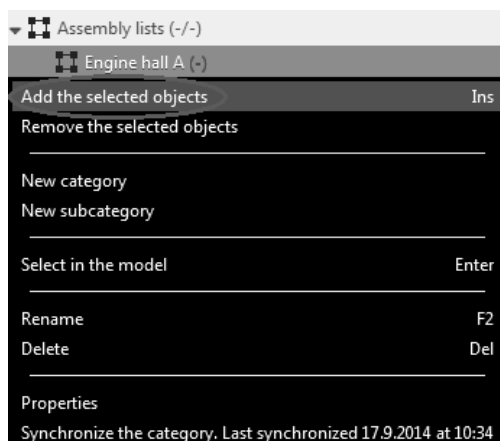 Assembly lists (-/-)
Engine hall A (-)
Add the selected objects Ins
Remove the selected objects
New category
New subcategory
Select in the model Enter
Rename F2
Delete Del
Properties
Synchronize the category. Last synchronized 17.9.2014 at 10:34